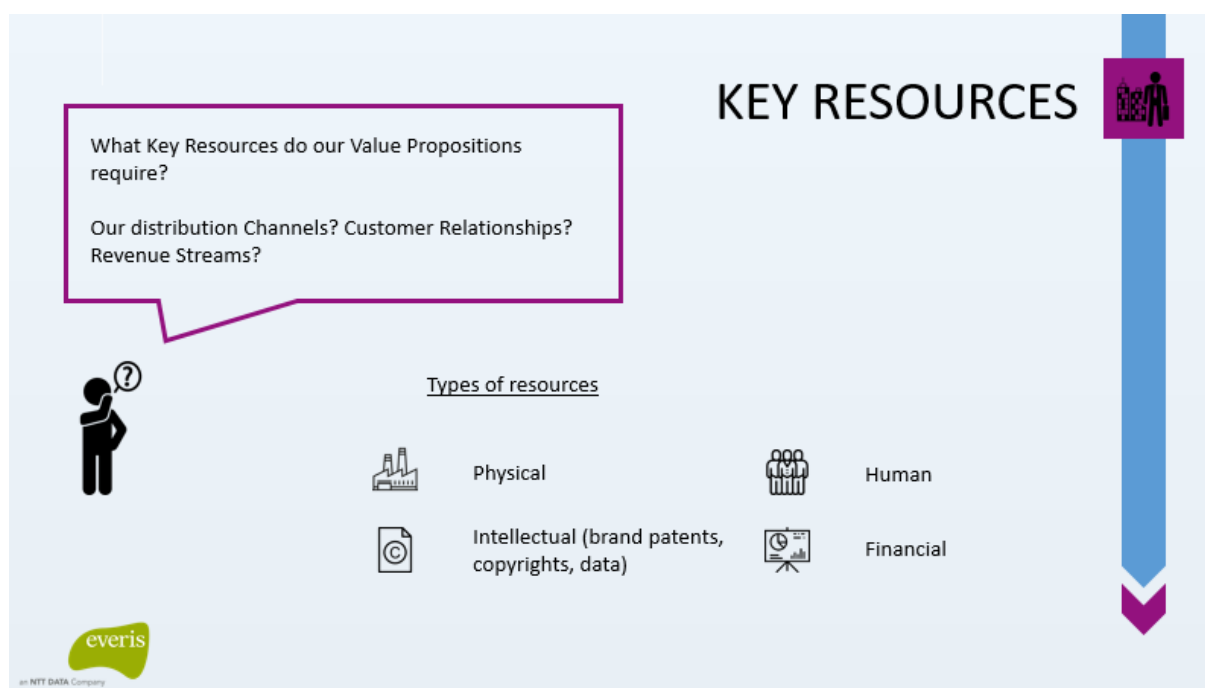 KEY RESOURCES
What Key Resources do our Value Propositions
require?
Our distribution Channels? Customer Relationships?
Revenue Streams?
?
Types of resources
Physical
Human
Intellectual (brand patents,
copyrights, data)
©
Financial
everis
an NTT DATA Company